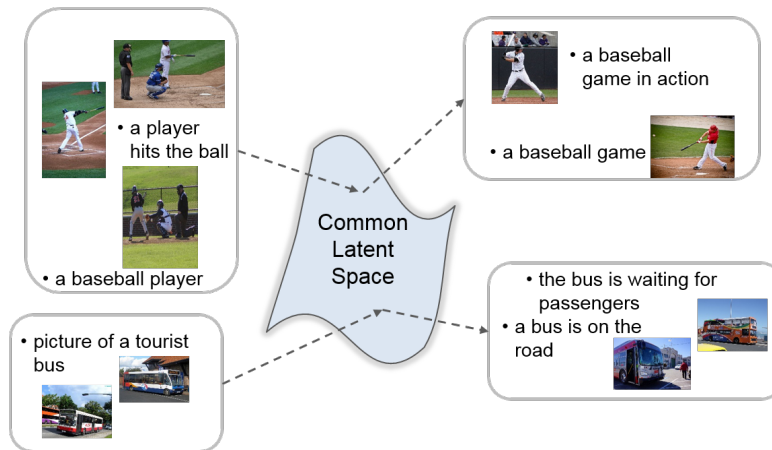 • a player
hits the ball
• a baseball player
• picture of a tourist
bus
Common
Latent
Space
• a baseball
game in action
• a baseball game
• the bus is waiting for
passengers
• a bus is on the
road